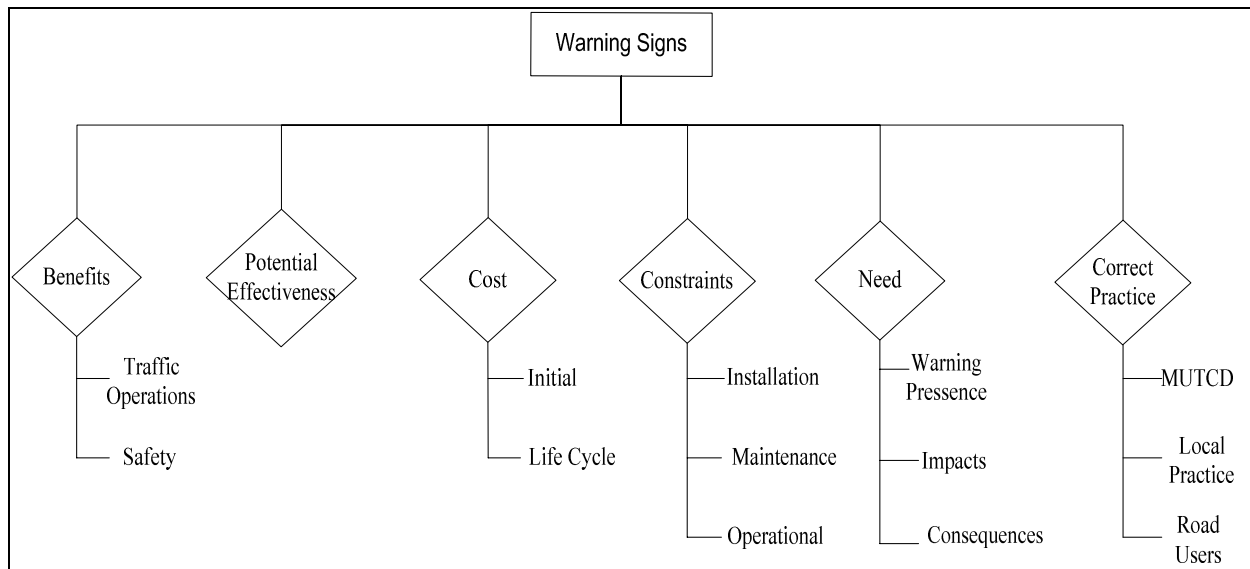 Warning Signs
Benefits
Traffic
Operations
Safety
Potential
Effectiveness
Cost
Initial
Life Cycle
Constraints
Installation
Maintenance
Operational
Need
Warning
Pressence
Impacts
Consequences
Correct
Practice
MUTCD
Local
Practice
Road
Users